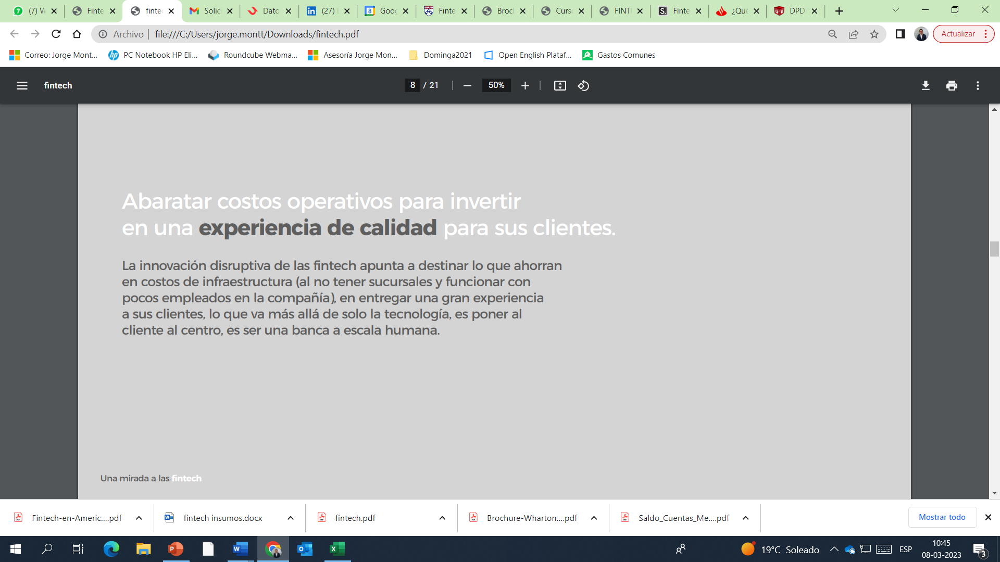 (7) W
Finte
finte
Solic
Dato
(27)
Goog
Finte
Broch
Curs
FINT
Finte
¿Que
DPD
Archivo
file:///C:/Users/jorge.montt/Downloads/fintech.pdf
Actualizar
Correo: Jorge Mont...
PC Notebook HP Eli...
Roundcube Webma...
Asesoría Jorge Mon...
Dominga2021
Open English Plataf...
Gastos Comunes
fintech
8 / 21
50%
Abaratar costos operativos para invertir
en una experiencia de calidad para sus clientes.
La innovación disruptiva de las fintech apunta a destinar lo que ahorran
en costos de infraestructura (al no tener sucursales y funcionar con
pocos empleados en la compañía), en entregar una gran experiencia
a sus clientes, lo que va más allá de solo la tecnología, es poner al
cliente al centro, es ser una banca a escala humana.
Una mirada a las fintech
Fintech-en-Americ....pdf
fintech insumos.docx
fintech.pdf
Brochure-Wharton....pdf
Saldo_Cuentas_Me....pdf
Mostrar todo
19°C Soleado
ESP
10:45
08-03-2023
3